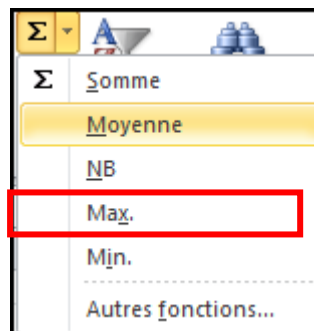 Σ
Σ Somme
Moyenne
NB
Max.
Min.
Autres fonctions...